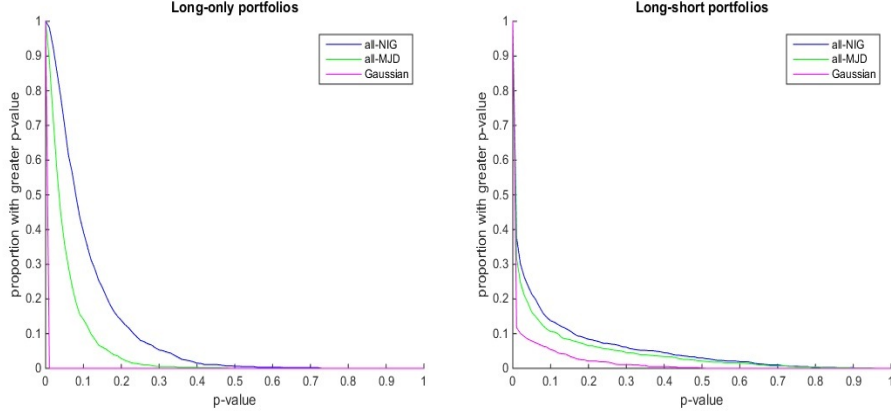 Long-only portfolios
proportion with greater p-value
1
0.9
0.8
0.7
0.6
0.5
0.4
0.3
0.2
0.1
0
all-NIG
all-MJD
Gaussian
0 0.1 0.2 0.3 0.4 0.5 0.6 0.7 0.8 0.9 1
p-value
Long-short portfolios
proportion with greater p-value
1
0.9
0.8
0.7
0.6
0.5
0.4
0.3
0.2
0.1
0
all-NIG
all-MJD
Gaussian
0 0.1 0.2 0.3 0.4 0.5 0.6 0.7 0.8 0.9 1
p-value